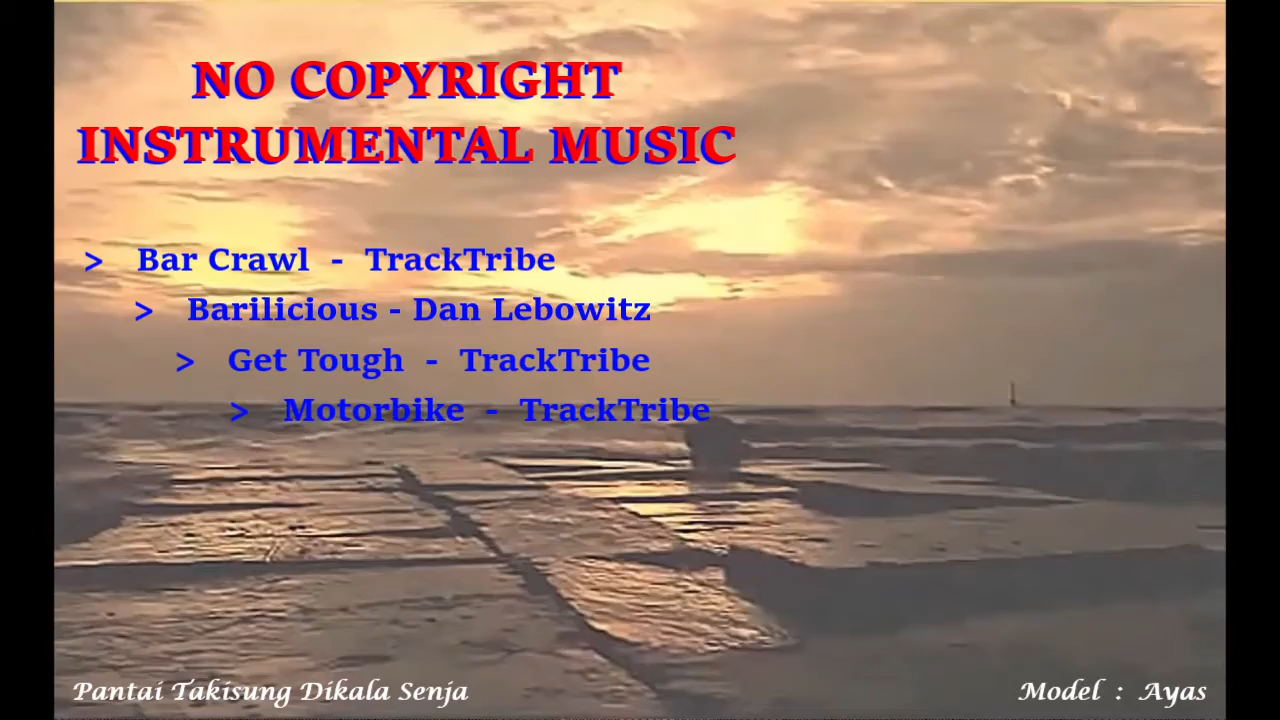 NO COPYRIGHT
INSTRUMENTAL MUSIC
> Bar Crawl - TrackTribe
> Barilicious - Dan Lebowitz
> Get Tough - TrackTribe
> Motorbike - TrackTribe
Pantai Takisung Dikala Senja
Model : Ayas